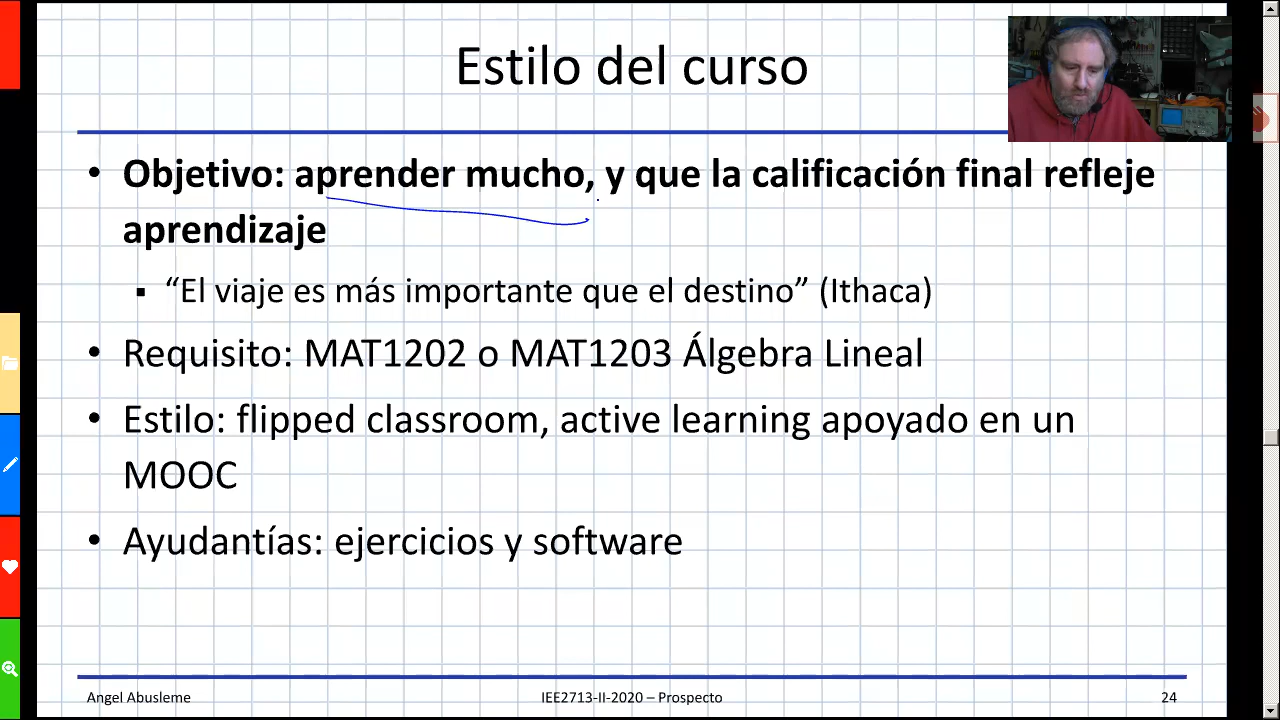 Estilo del curso
• Objetivo: aprender mucho, y que la calificación final refleje
aprendizaje
▪ “El viaje es más importante que el destino” (Ithaca)
• Requisito: MAT1202 o MAT1203 Álgebra Lineal
• Estilo: flipped classroom, active learning apoyado en un
MOOC
• Ayudantías: ejercicios y software
Angel Abusleme
IEE2713-II-2020 – Prospecto
24